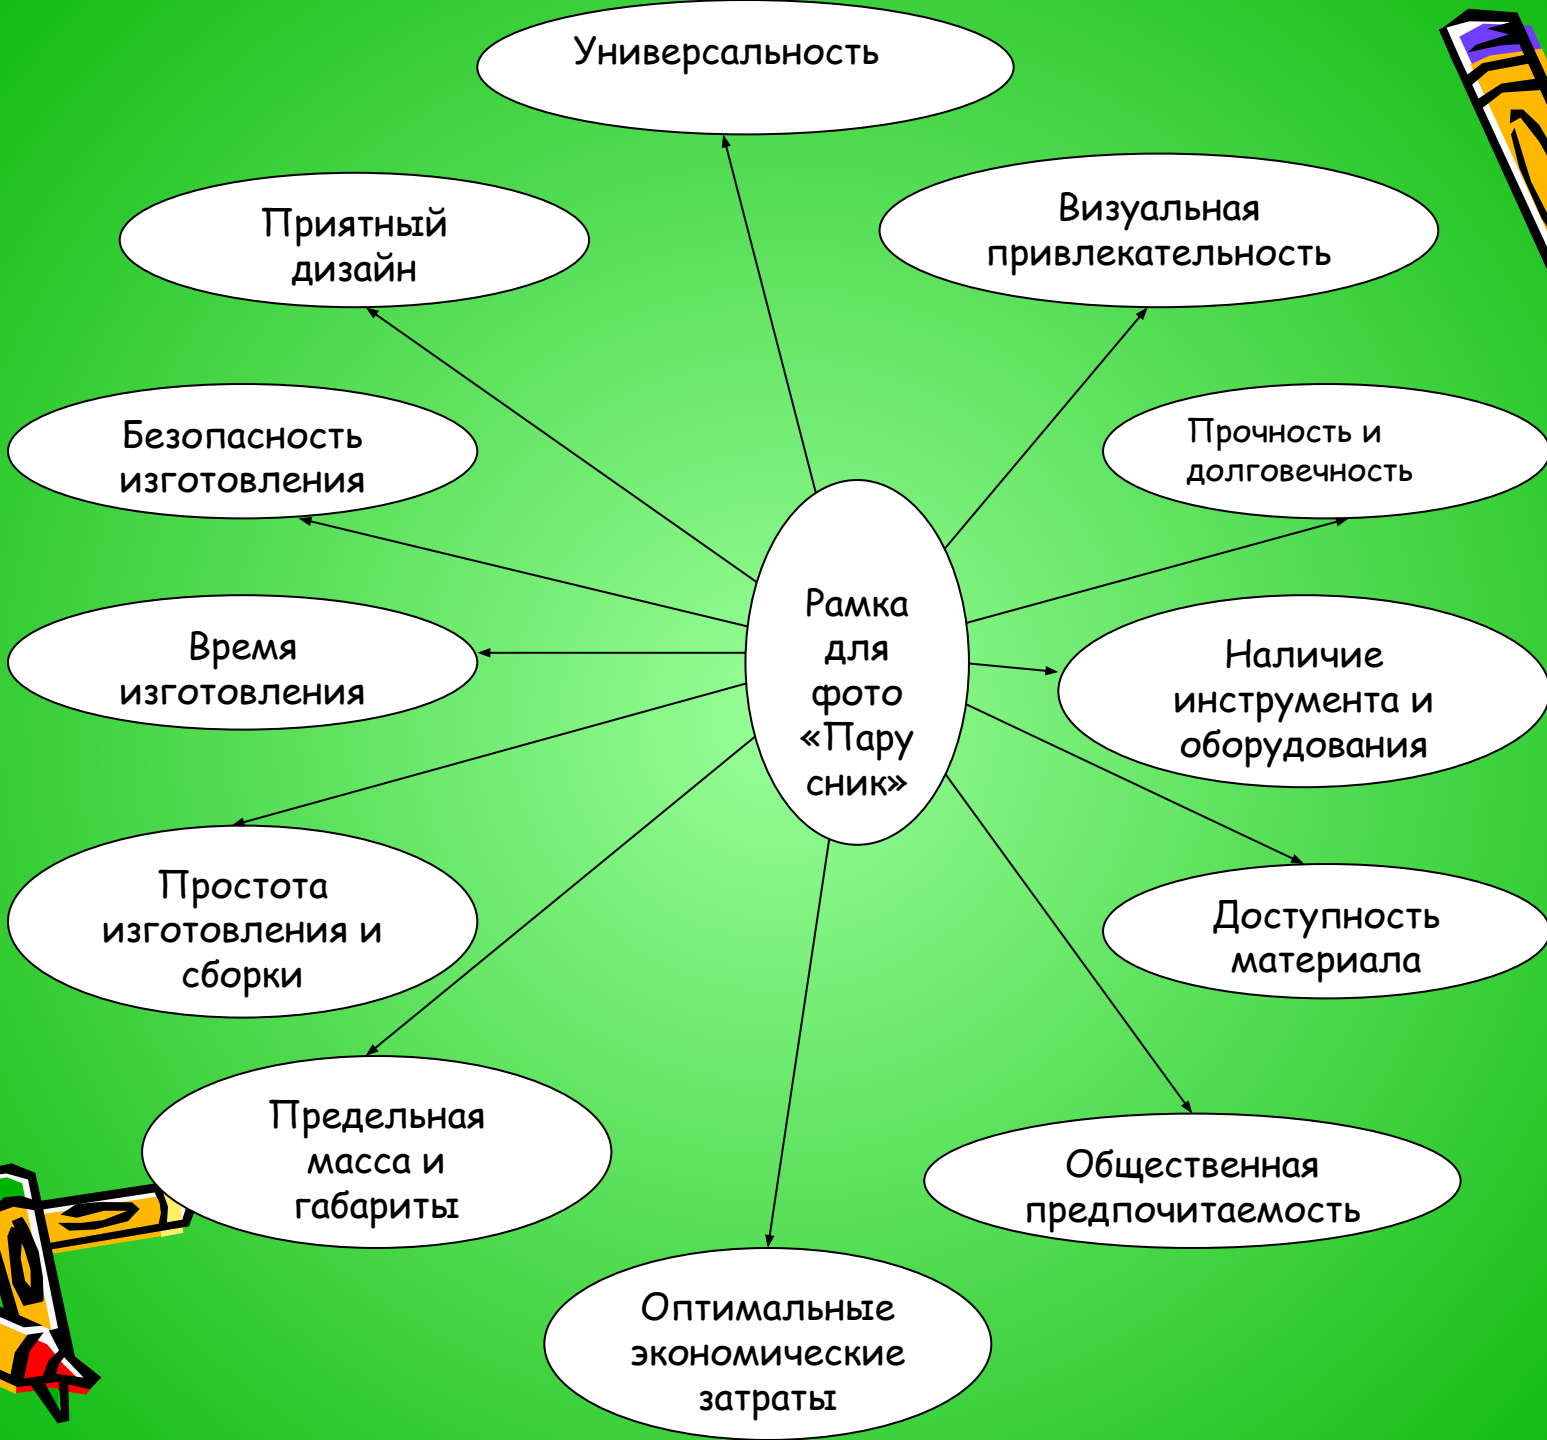 Универсальность
Приятный
дизайн
Визуальная
привлекательность
Безопасность
изготовления
Прочность и
долговечность
Рамка
для
фото
«Пару
сник»
Время
изготовления
Наличие
инструмента и
оборудования
Простота
изготовления и
сборки
Доступность
материала
Предельная
масса и
габариты
Общественная
предпочитаемость
Оптимальные
экономические
затраты